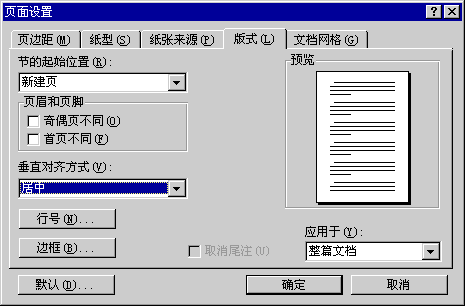 页面设置
页边距(M) 纸型(S) 纸张来源(P) 版式(L) 文档网格(G)
节的起始位置(R):
新建页
页眉和页脚
奇偶页不同(O)
首页不同(F)
垂直对齐方式(V):
居中
行号(N)...
边框(B)...
取消尾注(U)
预览
应用于(Y):
整篇文档
默认(D)...
确定
取消